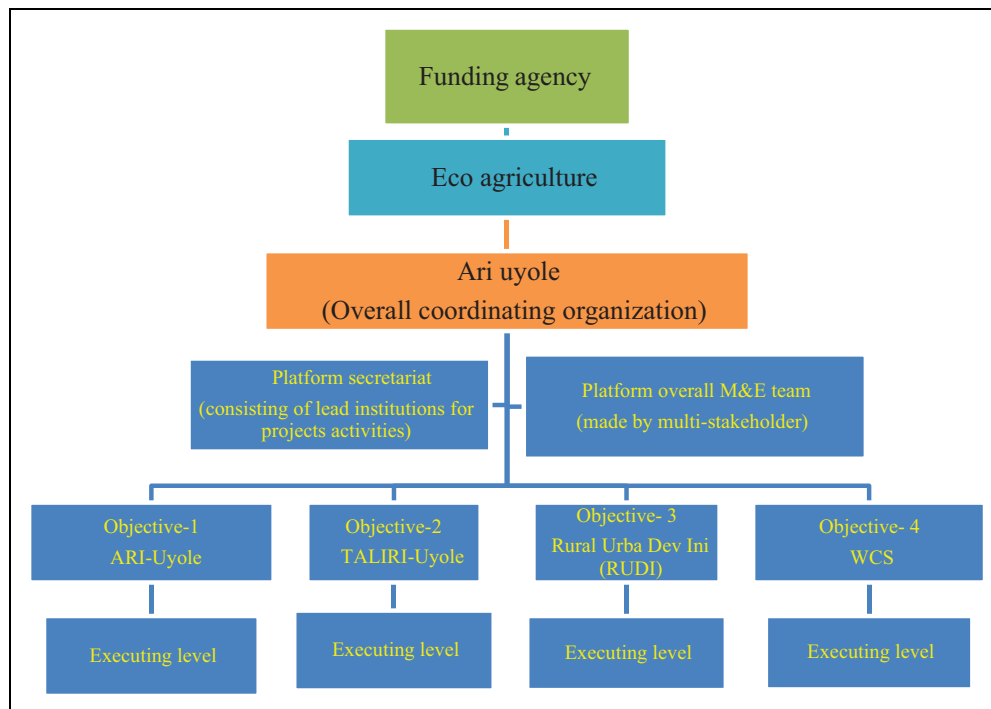 Funding agency
Eco agriculture
Ari uyole
(Overall coordinating organization)
Platform secretariat
(consisting of lead institutions for
projects activities)
Platform overall M&E team
(made by multi-stakeholder)
Objective-1
ARI-Uyole
Objective-2
TALIRI-Uyole
Objective- 3
Rural Urba Dev Ini
(RUDI)
Objective- 4
WCS
Executing level
Executing level
Executing level
Executing level